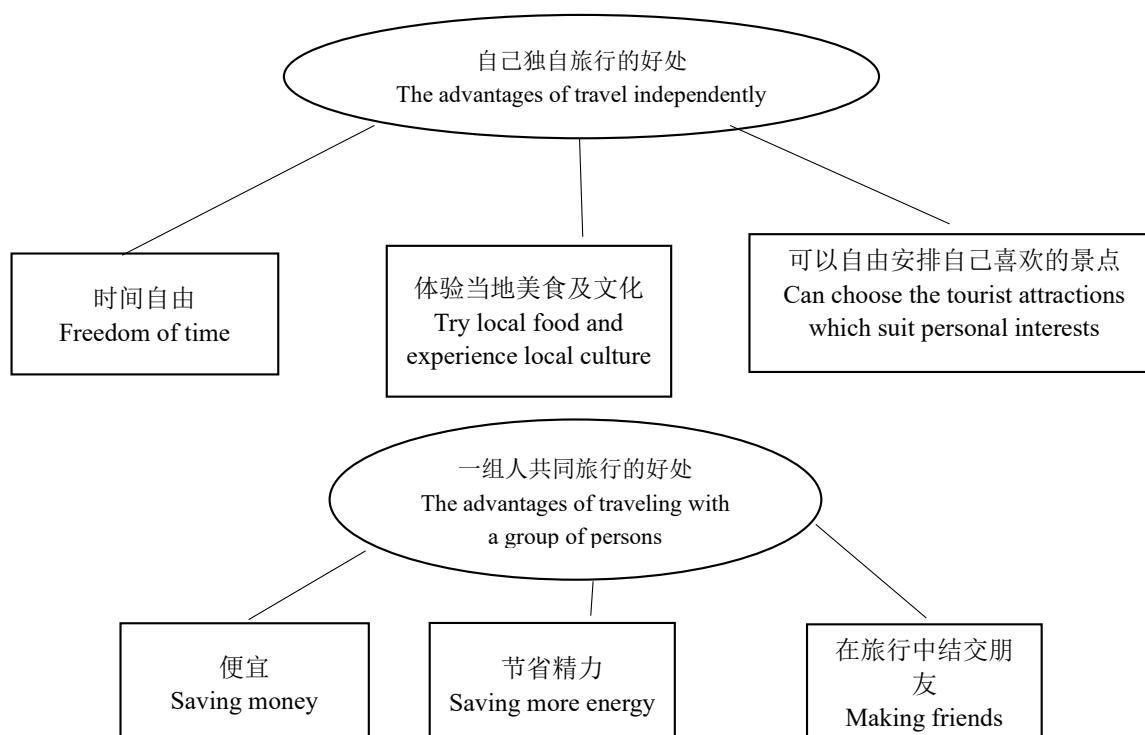 自己独自旅行的好处
The advantages of travel independently
时间自由
Freedom of time
体验当地美食及文化
Try local food and
experience local culture
可以自由安排自己喜欢的景点
Can choose the tourist attractions
which suit personal interests
一组人共同旅行的好处
The advantages of traveling with
a group of persons
便宜
Saving money
节省精力
Saving more energy
在旅行中结交朋
友
Making friends